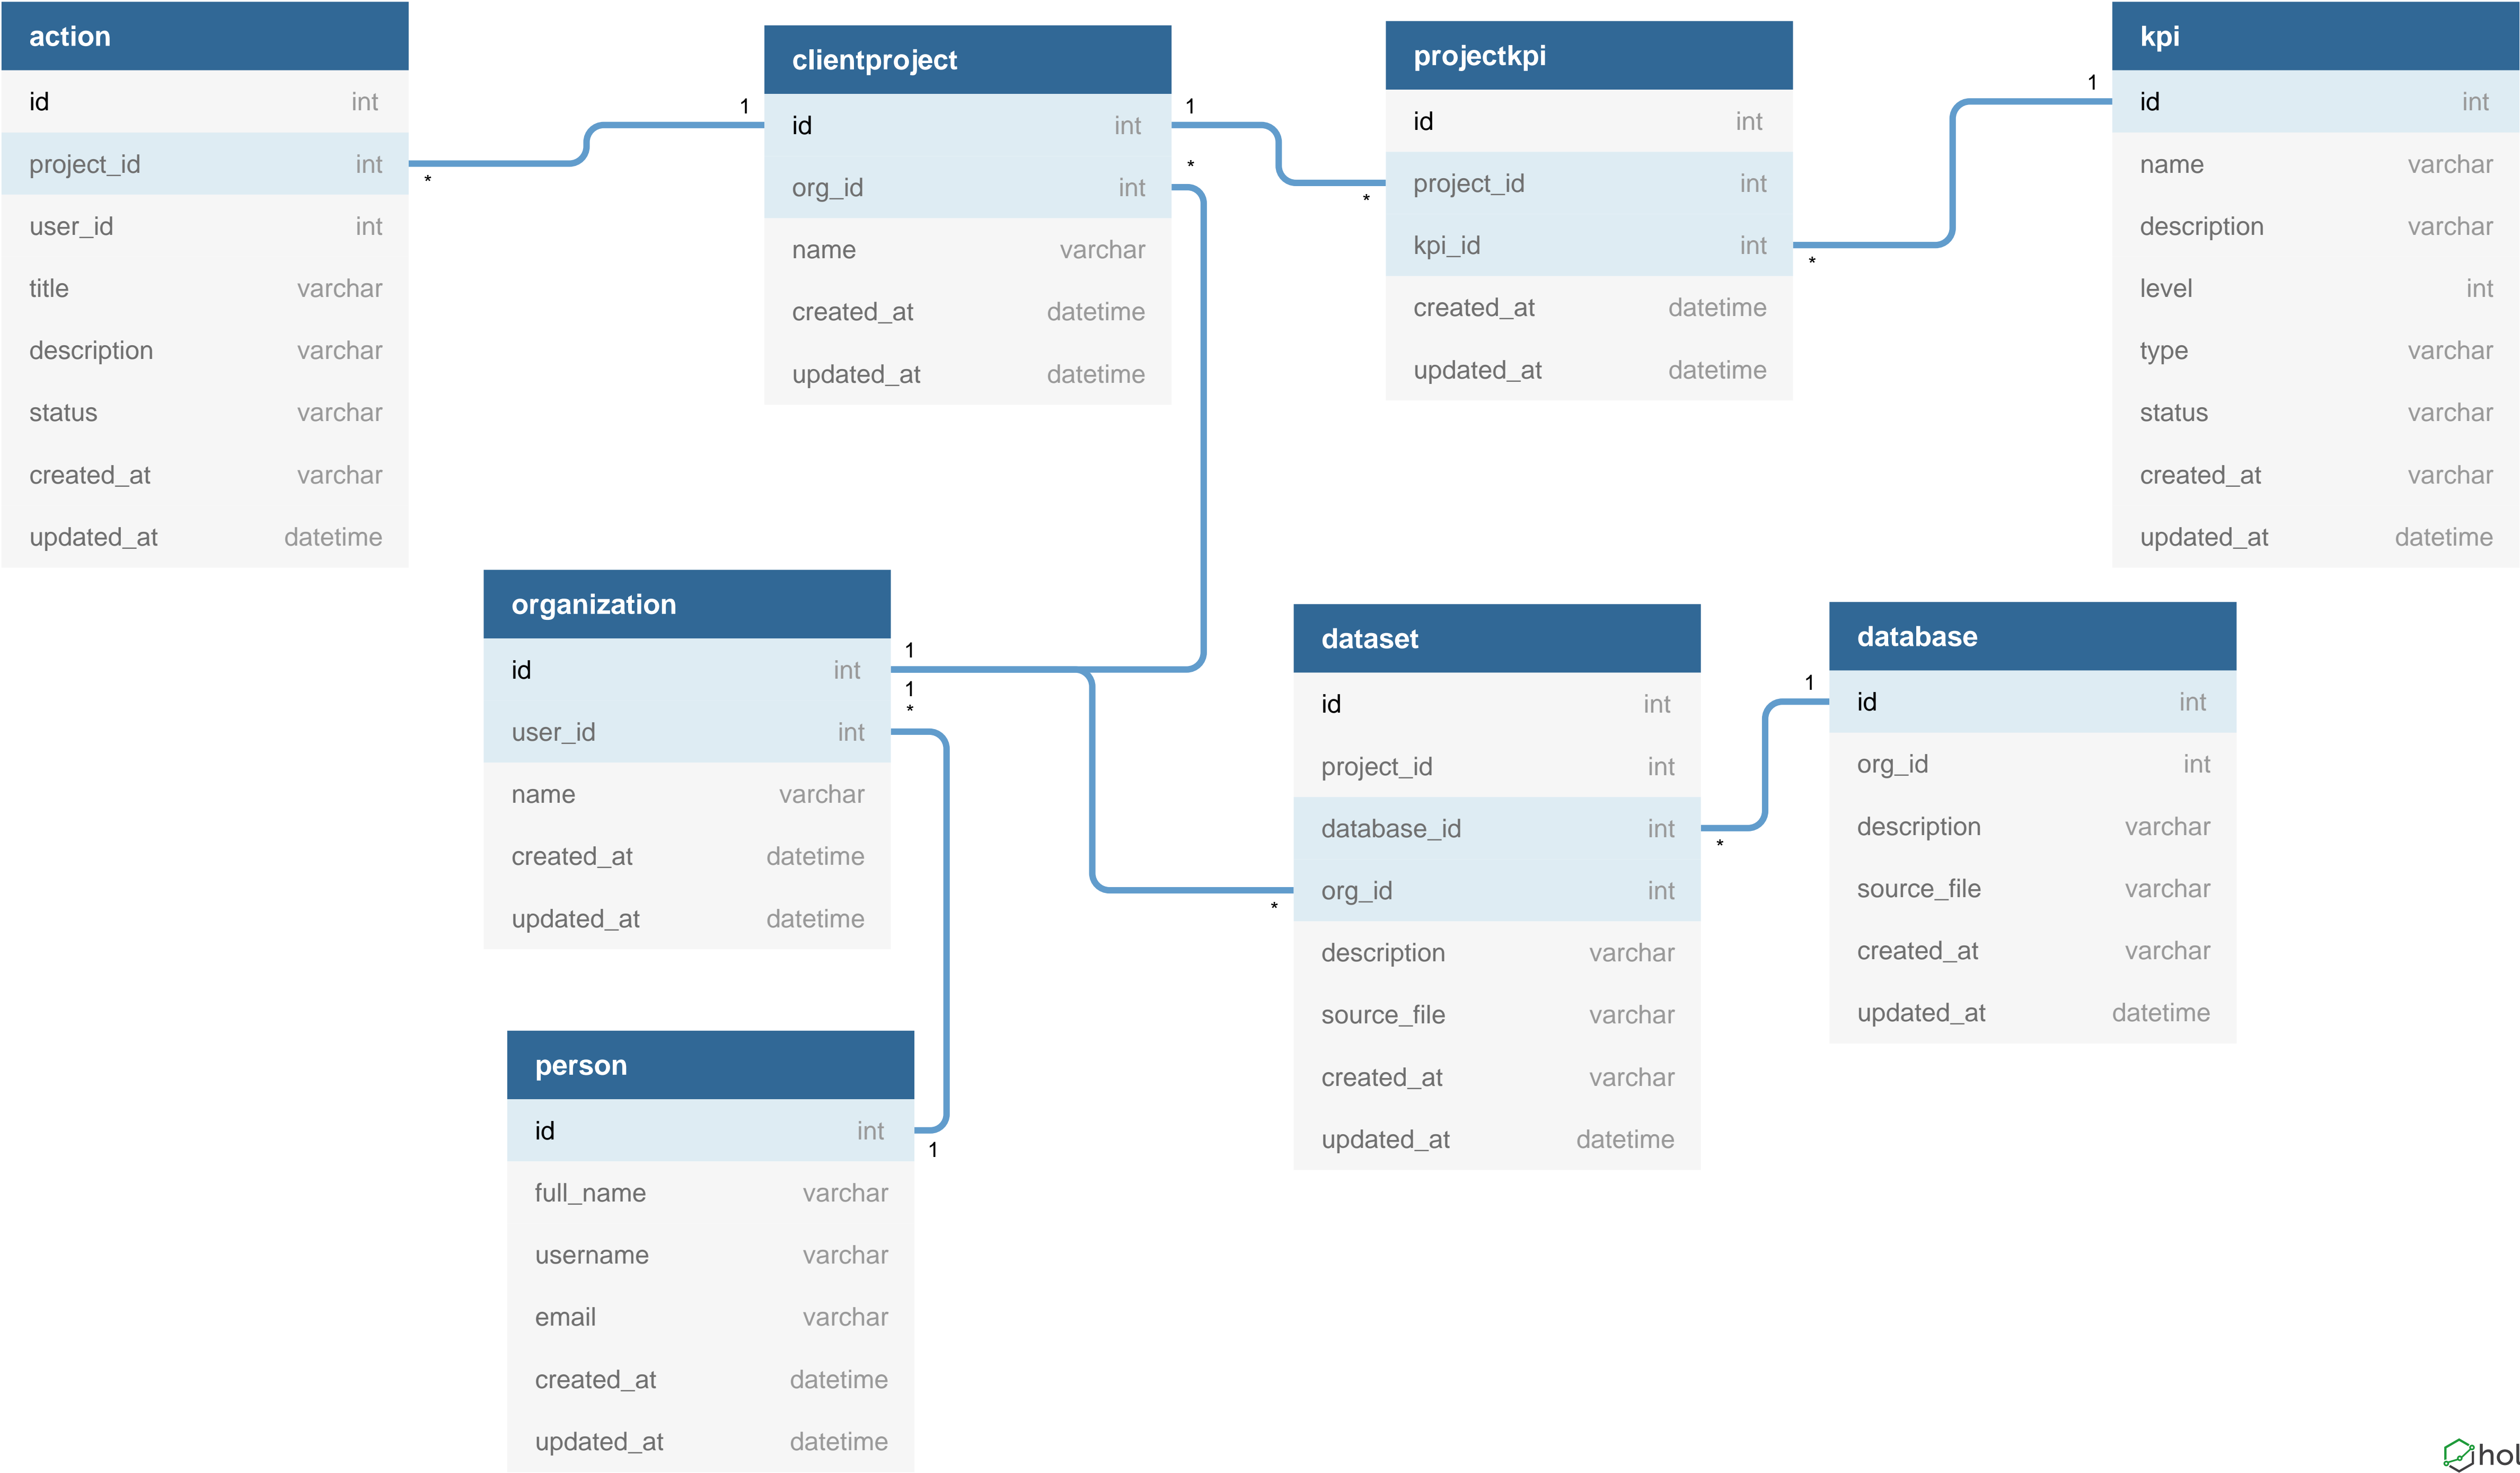 action
id int
project_id int
user_id int
title varchar
description varchar
status varchar
created_at varchar
updated_at datetime
*
1
clientproject
id int
org_id int
name varchar
created_at datetime
updated_at datetime
1
*
*
projectkpi
id int
project_id int
kpi_id int
created_at datetime
updated_at datetime
*
1
kpi
id int
name varchar
description varchar
level int
type varchar
status varchar
created_at varchar
updated_at datetime
organization
id int
user_id int
name varchar
created_at datetime
updated_at datetime
1
1
*
*
dataset
id int
project_id int
database_id int
org_id int
description varchar
source_file varchar
created_at varchar
updated_at datetime
*
1
database
id int
org_id int
description varchar
source_file varchar
created_at varchar
updated_at datetime
person
id int
full_name varchar
username varchar
email varchar
created_at datetime
updated_at datetime
1
hol